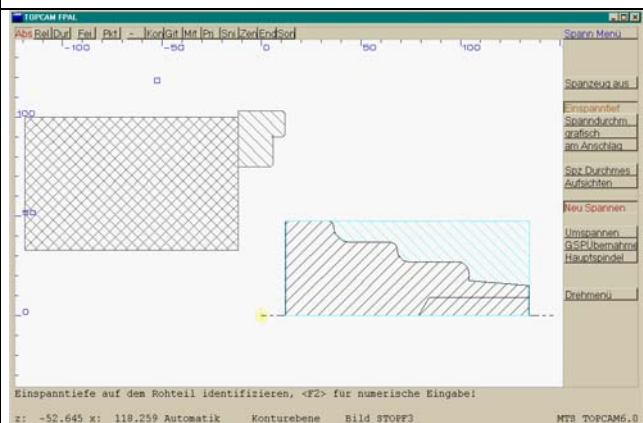 TOPCAM FPAL
Abs Rel Dur Fei Pkt - Kon Git Mit Pn Sni Zen End Son
Spann Menü
-100 -50 0 50 100
Spanzeug aus
Einspanntief
Spanndurchm.
grafisch
am Anschlag
Spz Durchmes
Aufsichten
Neu Spannen
Umspannen
GSPÜbernahme
Hauptspindel
Drehmenü
100
50
0
Einspanntiefe auf dem Rohteil identifizieren, <F2> für numerische Eingabe!
z: -52.645 x: 118.259 Automatik Konturebene Bild STOPF3 MTS TOPCAM6.0